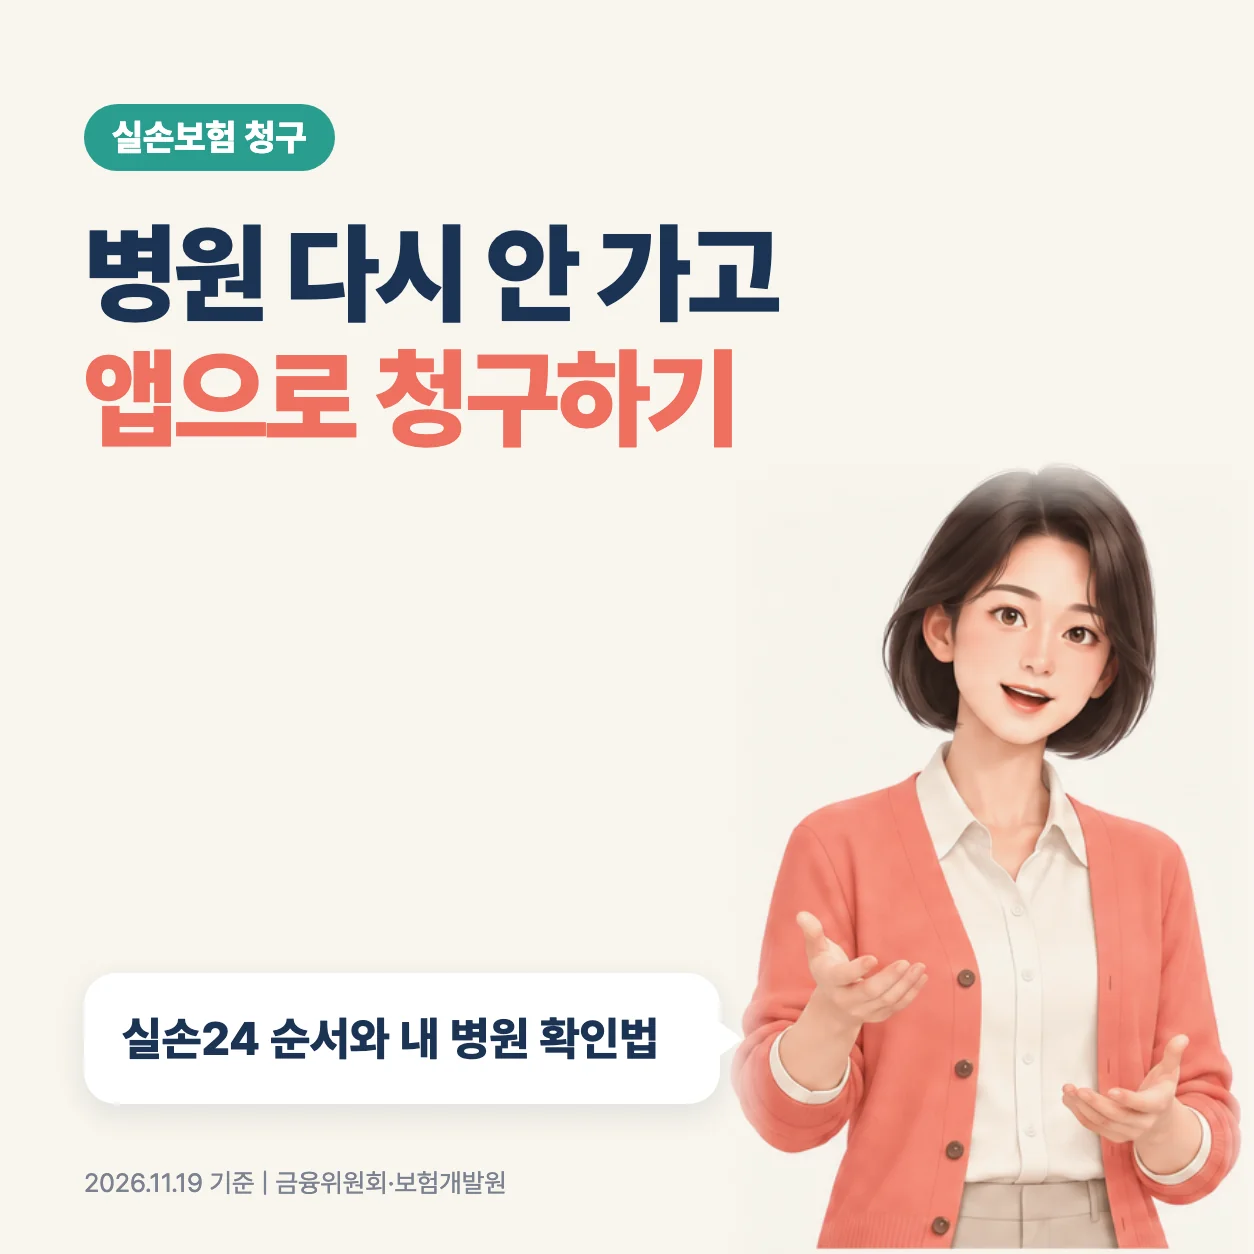 실손보험 청구
병원 다시 안 가고
앱으로 청구하기
실손24 순서와 내 병원 확인법
2026.11.19 기준 | 금융위원회·보험개발원